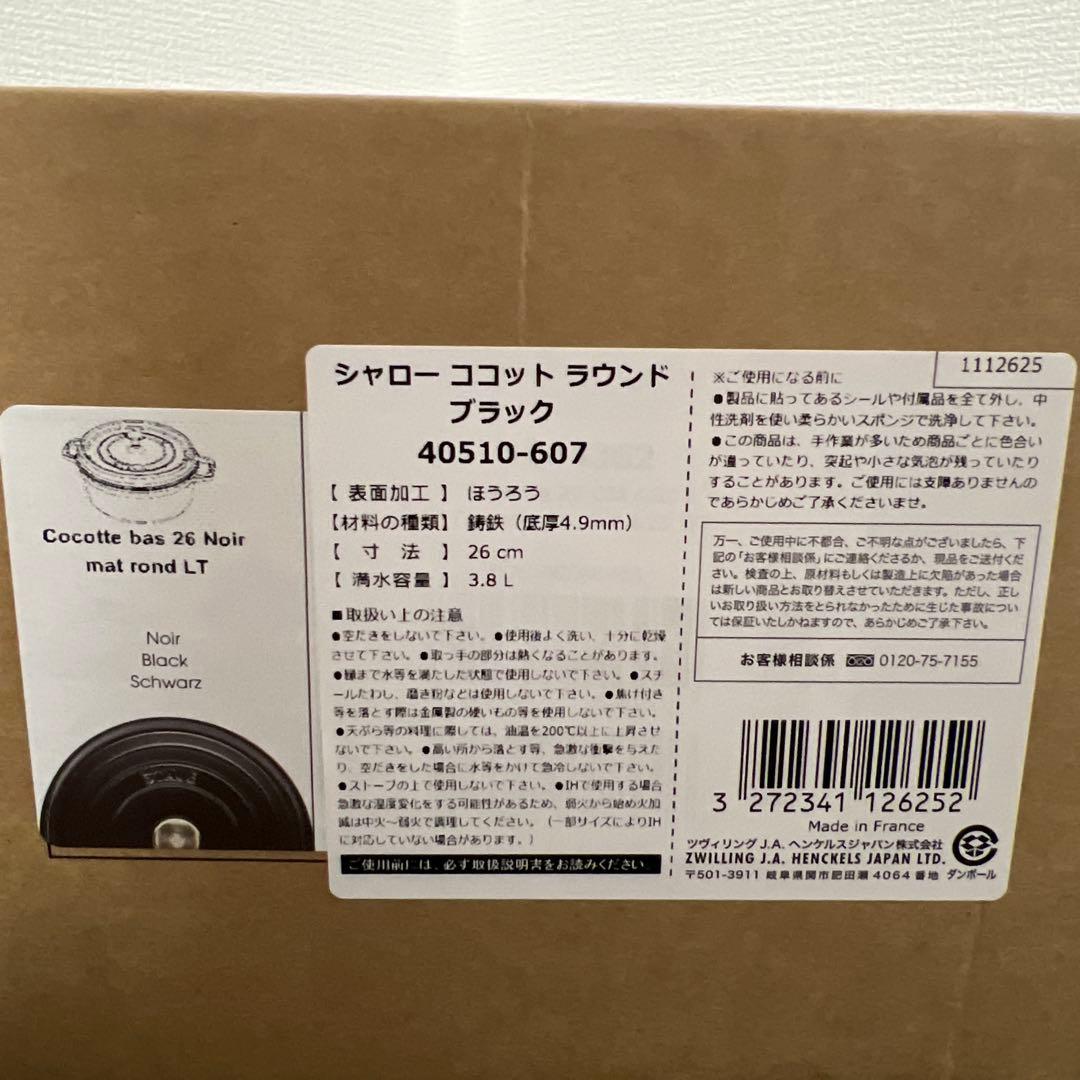 Cocotte bas 26 Noir
mat rond LT
Noir
Black
Schwarz
STAUB
シャロー ココット ラウンド
ブラック
40510-607
【 表面加工 】 ほうろう
【材料の種類】 鋳鉄（底厚4.9mm）
【 寸 法 】 26 cm
【 満水容量 】 3.8 L
■取扱い上の注意
●空だきをしないで下さい。●使用後よく洗い、十分に乾燥
させて下さい。●取っ手の部分は熱くなることがあります。
●縁まで水等を満たした状態で使用しないで下さい。●スチ
ールたわし、磨き粉などは使用しないで下さい。●焦げ付き
等を落とす際は金属製の硬いもの等を使用しないで下さい。
●天ぷら等の料理に際しては、油温を200℃以上に上昇させ
ないで下さい。●高い所から落とす等、急激な衝撃を与えた
り、空だきをした場合に水等をかけて急冷しないで下さい。
●ストーブの上で使用しないで下さい。●IHで使用する場合
急激な温度変化をする可能性があるため、弱火から始め火加
減は中火～弱火で調理してください。（一部サイズによりIH
に対応していない場合があります。）
ご使用前には、必ず取扱説明書をお読みください。
1112625
※ご使用になる前に
●製品に貼ってあるシールや付属品を全て外し、中
性洗剤を使い柔らかいスポンジで洗浄して下さい。
●この商品は、手作業が多いため商品ごとに色合い
が違っていたり、突起や小さな気泡が残っていたり
することがあります。ご使用には支障ありませんの
であらかじめご了承くださいませ。
万一、ご使用中に不都合、ご不明な点がございましたら、下
記の「お客様相談係」にご連絡くださるか、現品をご送付くだ
さい。検査の上、原材料もしくは製造上に欠陥があった場合
は新しい商品とお取り替えさせていただきます。ただし、正し
いお取り扱い方法をとられなかったために生じた事故につい
ては保証いたしかねますので、あらかじめご了承下さい。
お客様相談係 0120-75-7155
3 272341 126252
Made in France
ツヴィリング J.A. ヘンケルスジャパン株式会社
ZWILLING J.A. HENCKELS JAPAN LTD.
〒501-3911 岐阜県関市肥田瀬 4064 番地
ダンボール